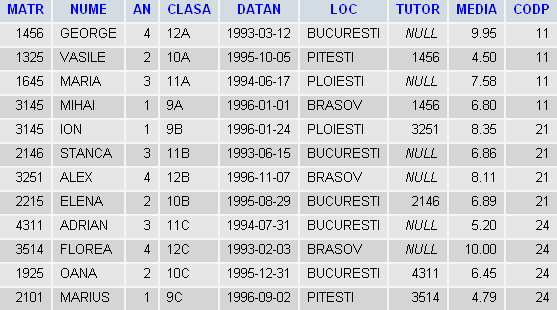 MATR NUME AN CLASA DATAN LOC TUTOR MEDIA CODP
1456 GEORGE 4 12A 1993-03-12 BUCURESTI NULL 9.95 11
1325 VASILE 2 10A 1995-10-05 PITESTI 1456 4.50 11
1645 MARIA 3 11A 1994-06-17 PLOIESTI NULL 7.58 11
3145 MIHAI 1 9A 1996-01-01 BRASOV 1456 6.80 11
3145 ION 1 9B 1996-01-24 PLOIESTI 3251 8.35 21
2146 STANCA 3 11B 1993-06-15 BUCURESTI NULL 6.86 21
3251 ALEX 4 12B 1996-11-07 BRASOV NULL 8.11 21
2215 ELENA 2 10B 1995-08-29 BUCURESTI 2146 6.89 21
4311 ADRIAN 3 11C 1994-07-31 BUCURESTI NULL 5.20 24
3514 FLOREA 4 12C 1993-02-03 BRASOV NULL 10.00 24
1925 OANA 2 10C 1995-12-31 BUCURESTI 4311 6.45 24
2101 MARIUS 1 9C 1996-09-02 PITESTI 3514 4.79 24